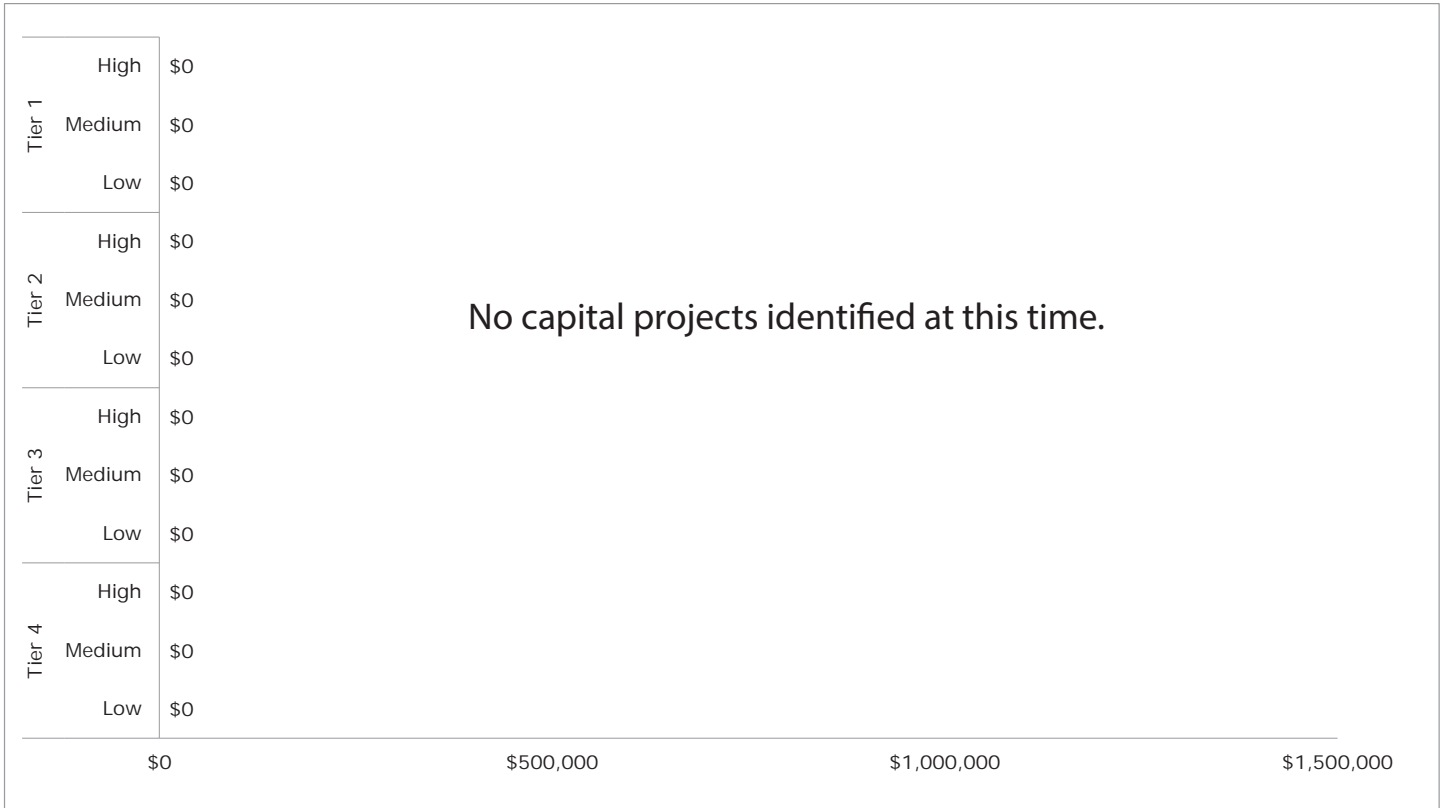 Tier 1
High $0
Medium $0
Low $0
Tier 2
High $0
Medium $0
Low $0
No capital projects identified at this time.
Tier 3
High $0
Medium $0
Low $0
Tier 4
High $0
Medium $0
Low $0
$0 $500,000 $1,000,000 $1,500,000